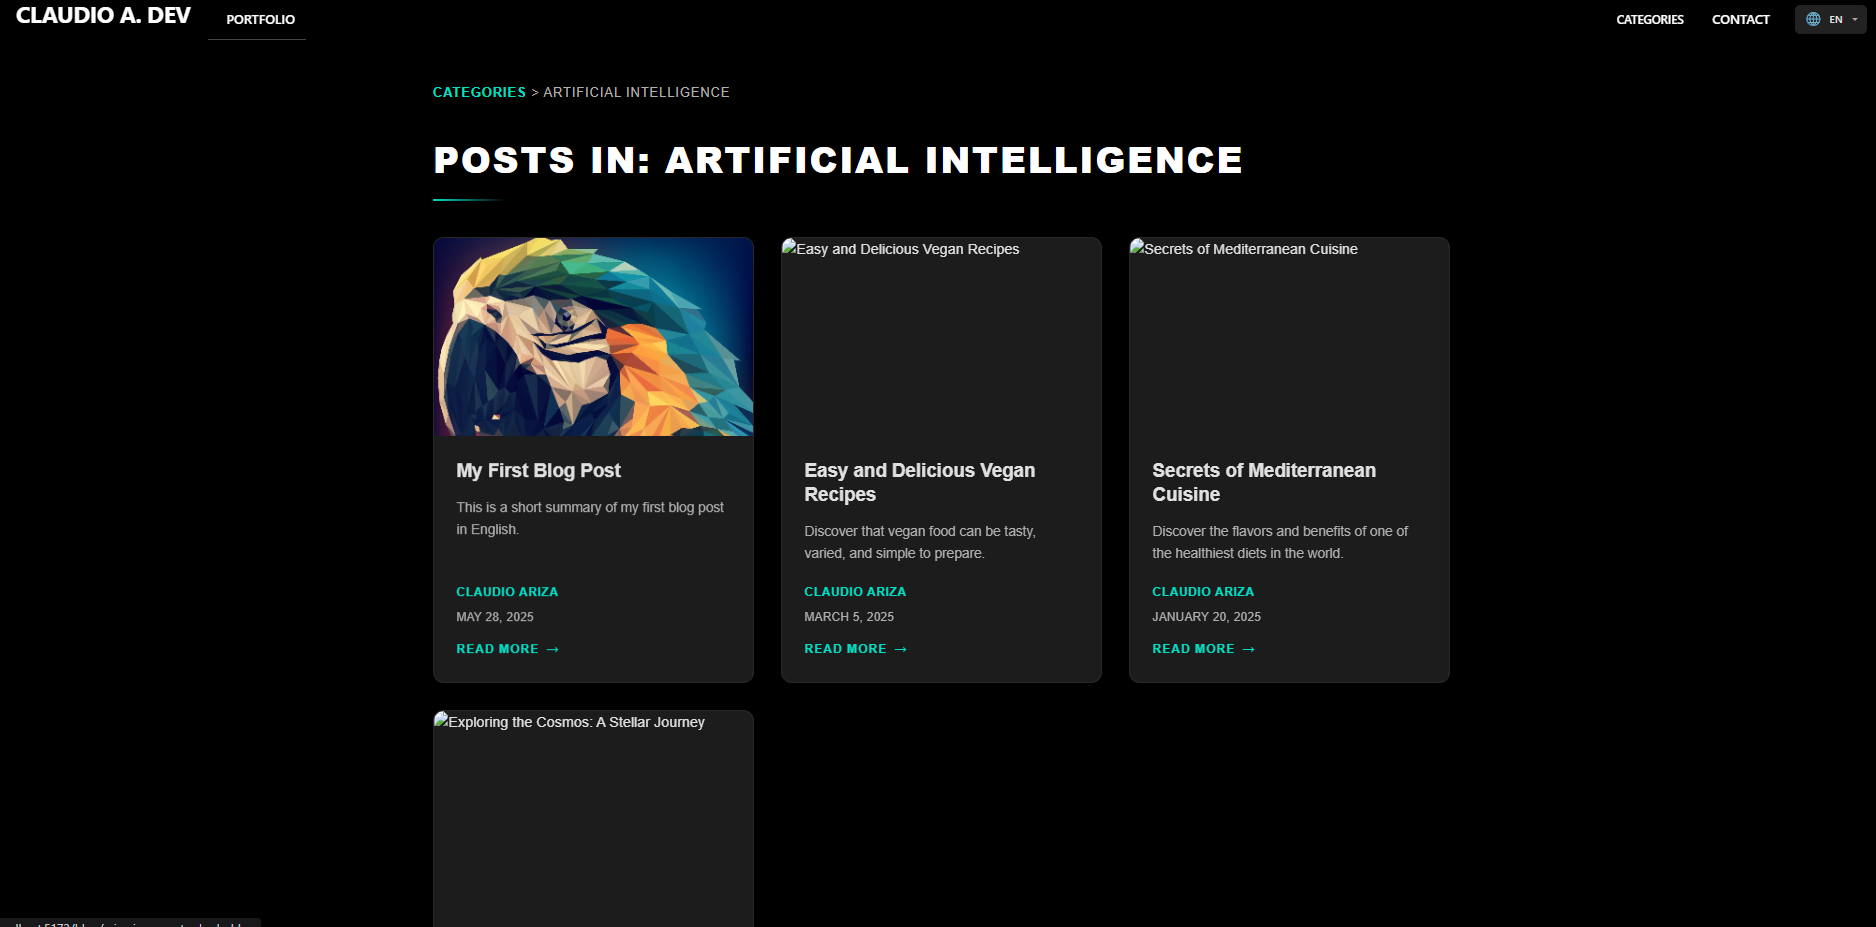 CLAUDIO A. DEV
PORTFOLIO
CATEGORIES
CONTACT
EN
CATEGORIES > ARTIFICIAL INTELLIGENCE
POSTS IN: ARTIFICIAL INTELLIGENCE
Easy and Delicious Vegan Recipes
Secrets of Mediterranean Cuisine
My First Blog Post
This is a short summary of my first blog post
in English.
CLAUDIO ARIZA
MAY 28, 2025
READ MORE →
Easy and Delicious Vegan
Recipes
Discover that vegan food can be tasty,
varied, and simple to prepare.
CLAUDIO ARIZA
MARCH 5, 2025
READ MORE →
Secrets of Mediterranean
Cuisine
Discover the flavors and benefits of one of
the healthiest diets in the world.
CLAUDIO ARIZA
JANUARY 20, 2025
READ MORE →
Exploring the Cosmos: A Stellar Journey